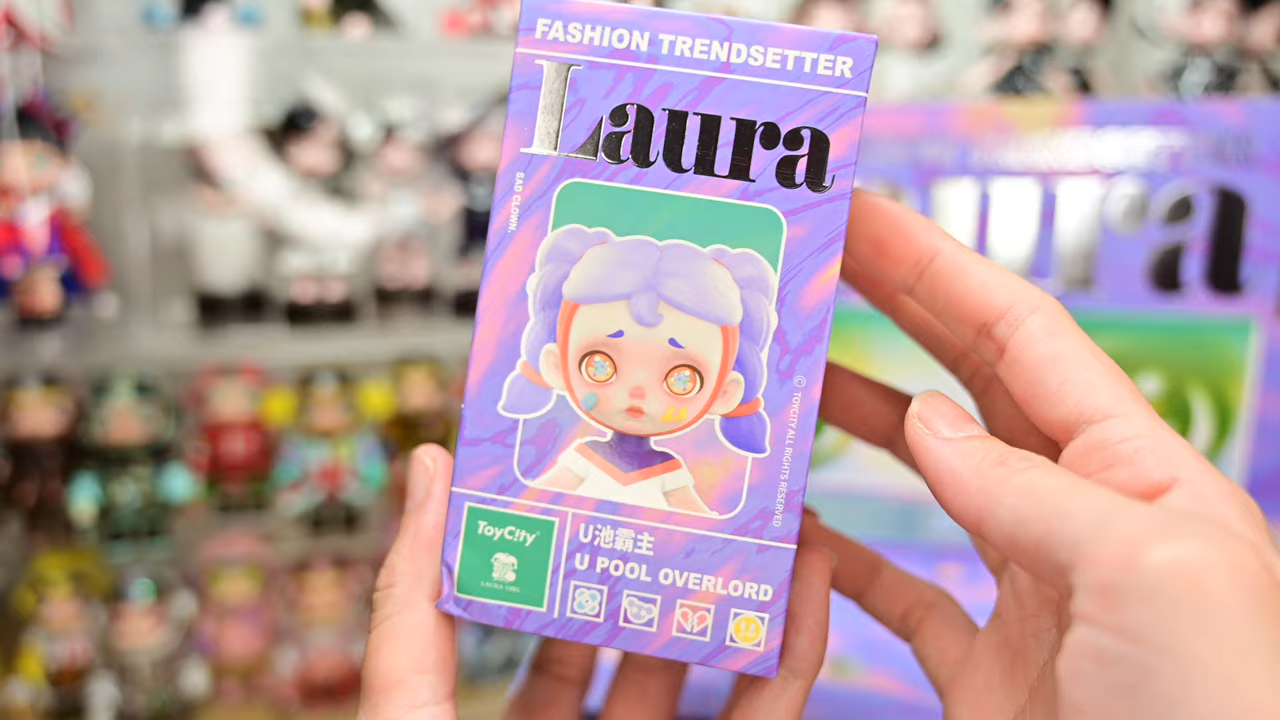 FASHION TRENDSETTER
Laura
SAD CLOWN.
© TOYCITY ALL RIGHTS RESERVED
ToyCity
LAURA GIRL
U池霸主
U POOL OVERLORD